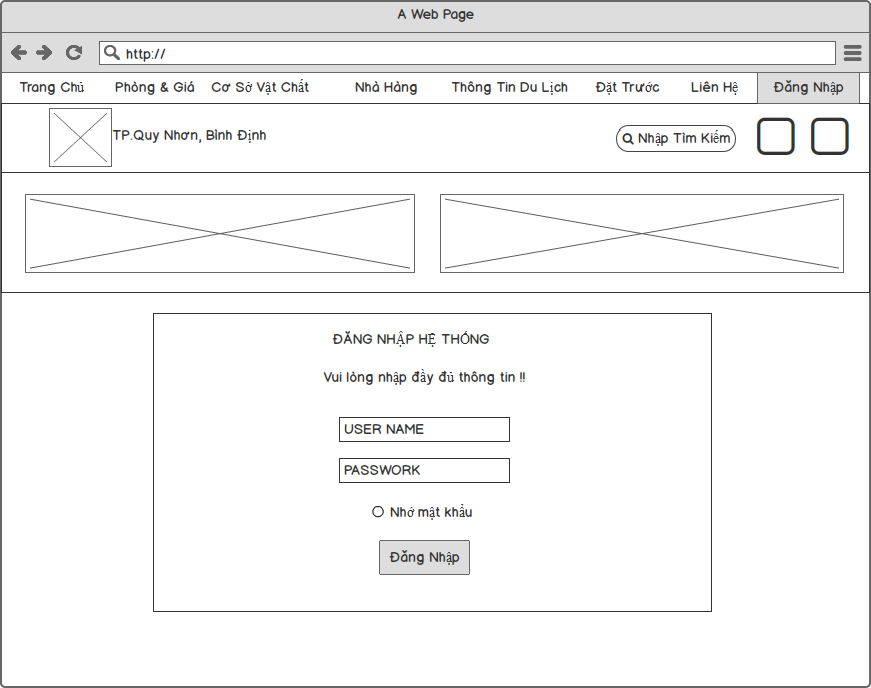 A Web Page
http://
Trang Chủ Phòng & Giá Cơ Sở Vật Chất Nhà Hàng Thông Tin Du Lịch Đặt Trước Liên Hệ Đăng Nhập
TP.Quy Nhơn, Bình Định
Nhập Tìm Kiếm
ĐĂNG NHẬP HỆ THỐNG
Vui lòng nhập đầy đủ thông tin !!
USER NAME
PASSWORK
Nhớ mật khẩu
Đăng Nhập